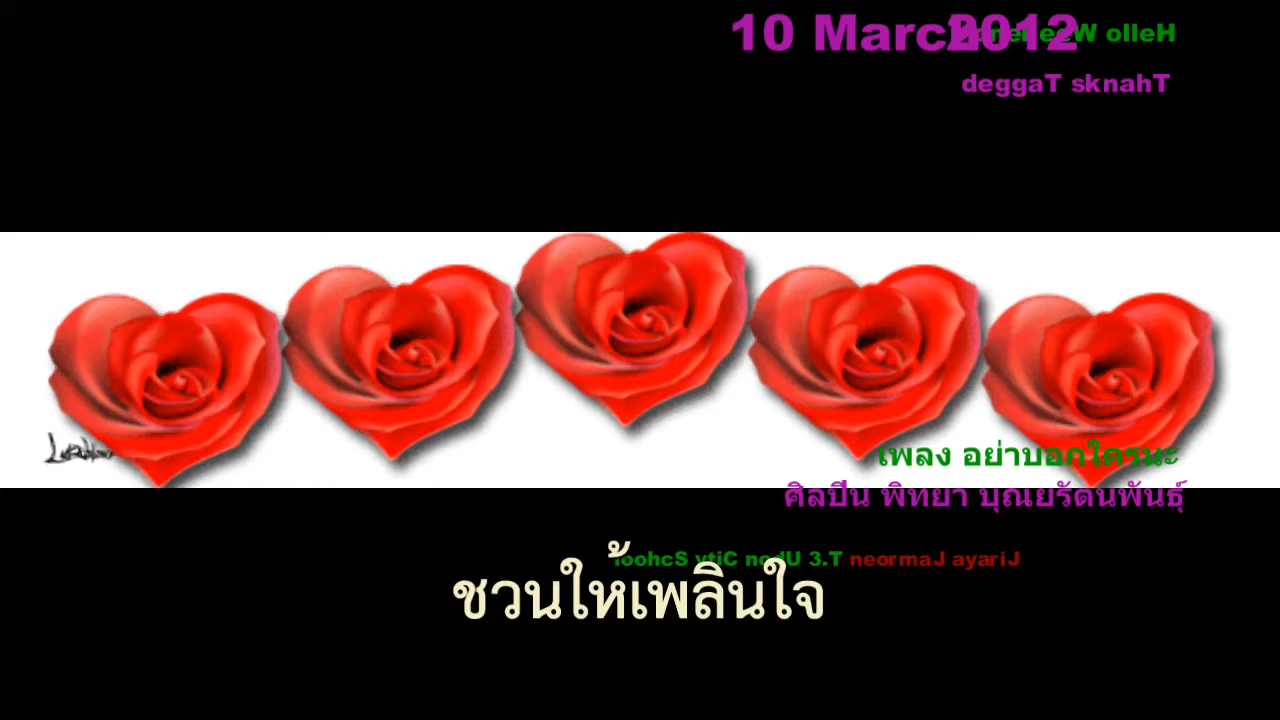 10 March 2012
olleH
deggaT sknahT
เพลง อย่าบอกใครนะ
ศิลปิน พิทยา บุณยรัตนพันธุ์
loohcS ytiC nodU 3.T neormaJ ayariJ
ชวนให้เพลินใจ